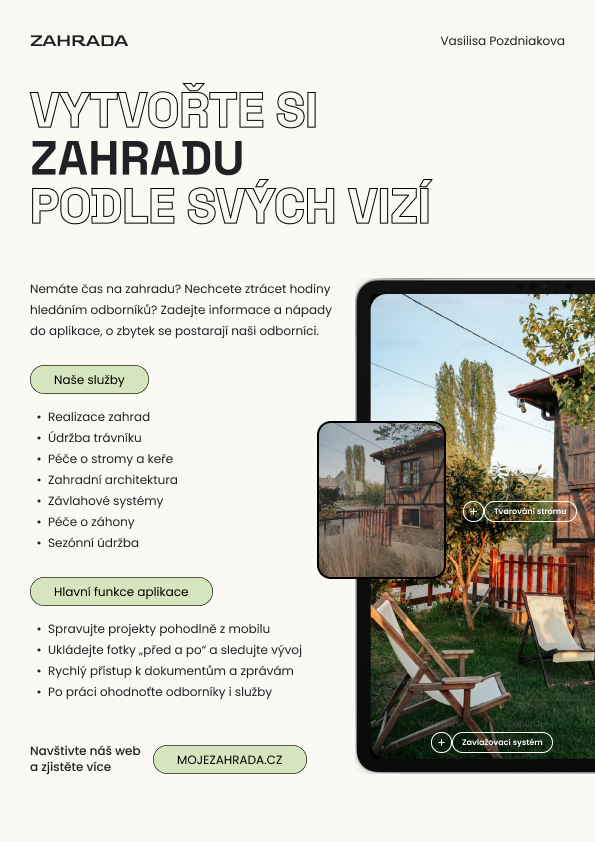 ZAHRADA
Vasilisa Pozdniakova
VYTVOŘTE SI
ZAHRADU
PODLE SVÝCH VIZÍ
Nemáte čas na zahradu? Nechcete ztrácet hodiny
hledáním odborníků? Zadejte informace a nápady
do aplikace, o zbytek se postarají naši odborníci.
Naše služby
• Realizace zahrad
• Údržba trávníku
• Péče o stromy a keře
• Zahradní architektura
• Závlahové systémy
• Péče o záhony
• Sezónní údržba
Hlavní funkce aplikace
• Spravujte projekty pohodlně z mobilu
• Ukládejte fotky „před a po“ a sledujte vývoj
• Rychlý přístup k dokumentům a zprávám
• Po práci ohodnoťte odborníky i služby
Navštivte náš web
a zjistěte více
MOJEZAHRADA.CZ
Tvarování stromu
Zavlažovací systém